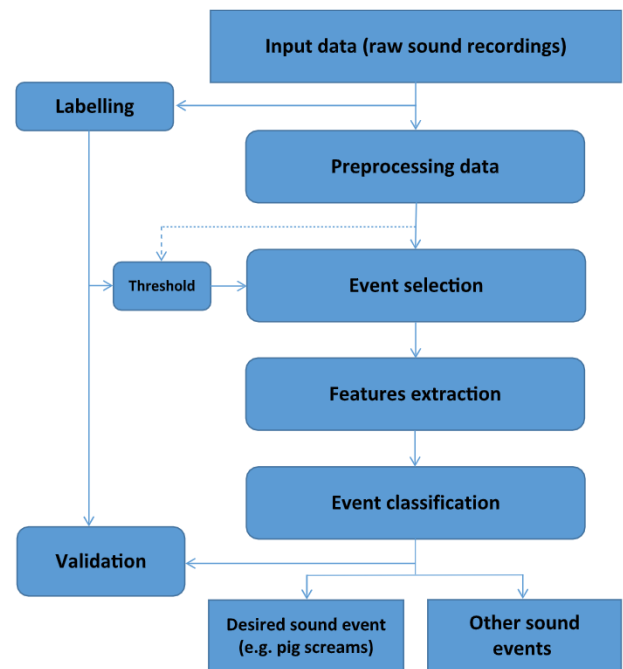 Input data (raw sound recordings)
Labelling
Preprocessing data
Threshold
Event selection
Features extraction
Event classification
Validation
Desired sound event
(e.g. pig screams)
Other sound
events